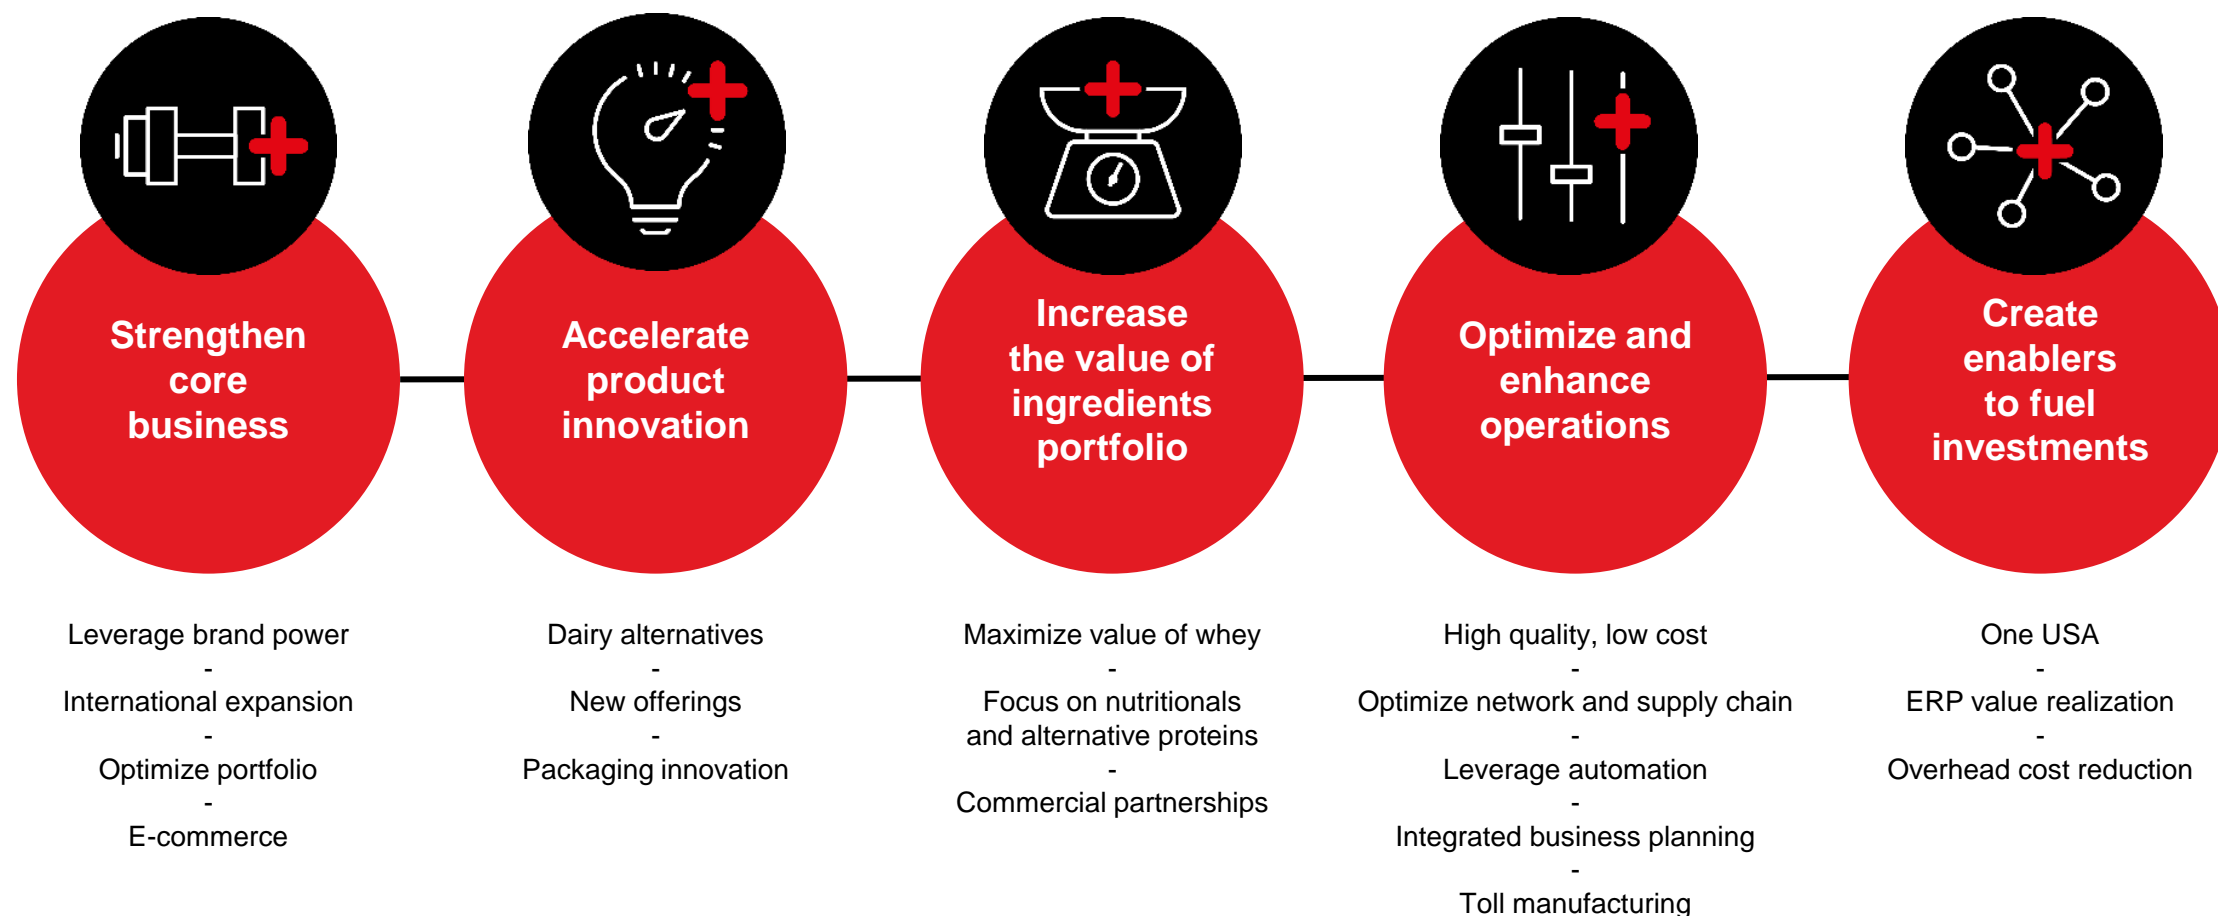 Strengthen
core
business
Accelerate
product
innovation
Increase
the value of
ingredients
portfolio
Optimize and
enhance
operations
Create
enablers
to fuel
investments
Leverage brand power
-
International expansion
-
Optimize portfolio
-
E-commerce
Dairy alternatives
-
New offerings
-
Packaging innovation
Maximize value of whey
-
Focus on nutritionals
and alternative proteins
-
Commercial partnerships
High quality, low cost
-
Optimize network and supply chain
-
Leverage automation
-
Integrated business planning
-
Toll manufacturing
One USA
-
ERP value realization
-
Overhead cost reduction